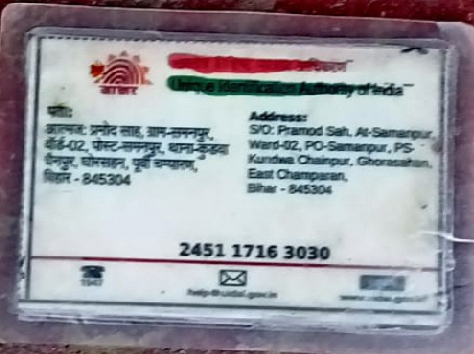 आधार
Unique Identification Authority of India
पता:
आत्मज: प्रमोद साह, ग्राम-समनपुर,
वॉर्ड-02, पोस्ट-समनपुर, थाना-कुंडवा
चैनपुर, घोरसाहन, पूर्वी चम्पारण,
बिहार - 845304
Address:
S/O: Pramod Sah, At-Samanpur,
Ward-02, PO-Samanpur, PS-
Kundwa Chainpur, Ghorasahan,
East Champaran,
Bihar - 845304
2451 1716 3030
1947
help@uidai.gov.in
www.uidai.gov.in